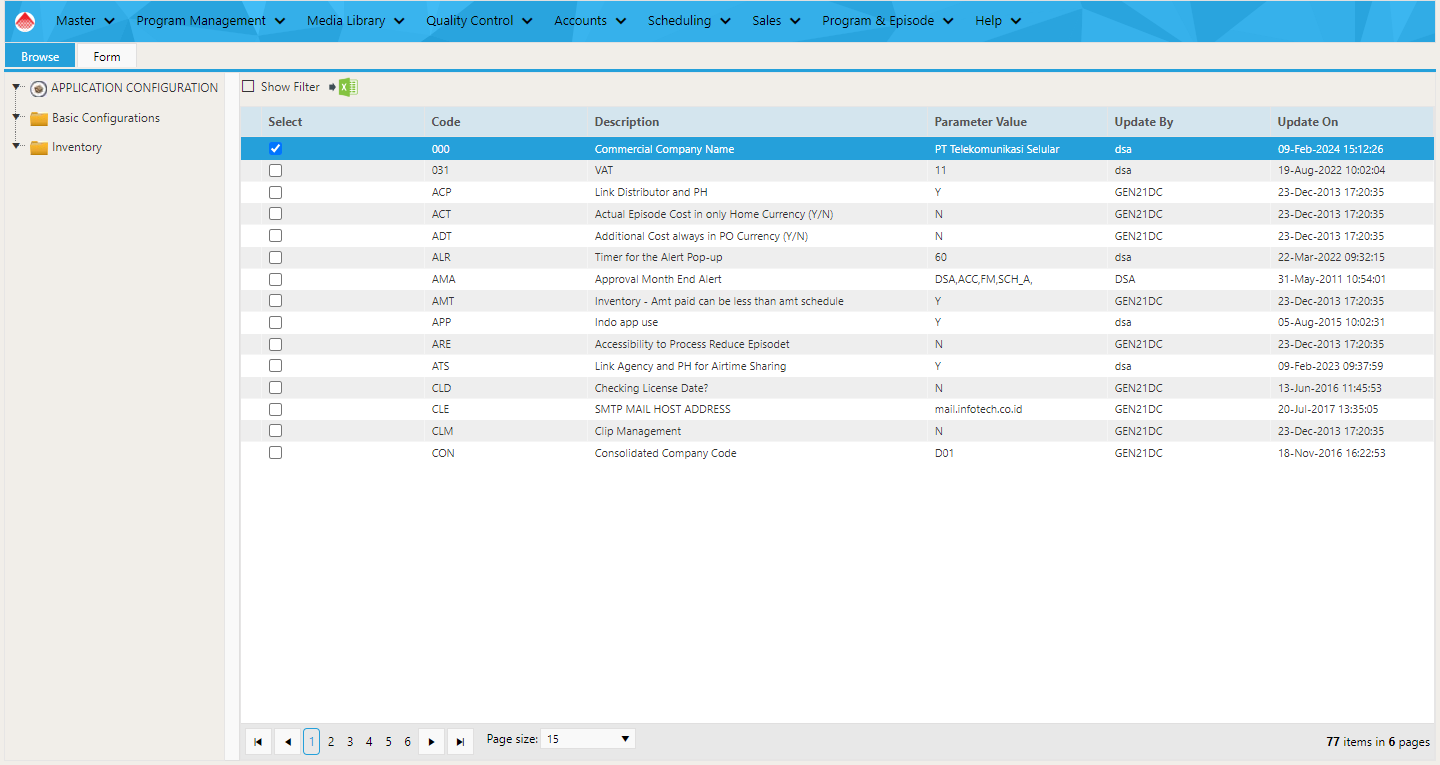 Master Program Management Media Library Quality Control Accounts Scheduling Sales Program & Episode Help
Browse Form
APPLICATION CONFIGURATION
Basic Configurations
Inventory
Show Filter
Select Code Description Parameter Value Update By Update On
000 Commercial Company Name PT Telekomunikasi Selular dsa 09-Feb-2024 15:12:26
031 VAT 11 dsa 19-Aug-2022 10:02:04
ACP Link Distributor and PH Y GEN21DC 23-Dec-2013 17:20:35
ACT Actual Episode Cost in only Home Currency (Y/N) N GEN21DC 23-Dec-2013 17:20:35
ADT Additional Cost always in PO Currency (Y/N) N GEN21DC 23-Dec-2013 17:20:35
ALR Timer for the Alert Pop-up 60 dsa 22-Mar-2022 09:32:15
AMA Approval Month End Alert DSA,ACC,FM,SCH_A, DSA 31-May-2011 10:54:01
AMT Inventory - Amt paid can be less than amt schedule Y GEN21DC 23-Dec-2013 17:20:35
APP Indo app use Y dsa 05-Aug-2015 10:02:31
ARE Accessibility to Process Reduce Episodet N GEN21DC 23-Dec-2013 17:20:35
ATS Link Agency and PH for Airtime Sharing Y dsa 09-Feb-2023 09:37:59
CLD Checking License Date? N GEN21DC 13-Jun-2016 11:45:53
CLE SMTP MAIL HOST ADDRESS mail.infotech.co.id GEN21DC 20-Jul-2017 13:35:05
CLM Clip Management N GEN21DC 23-Dec-2013 17:20:35
CON Consolidated Company Code D01 GEN21DC 18-Nov-2016 16:22:53
1 2 3 4 5 6 Page size: 15 77 items in 6 pages